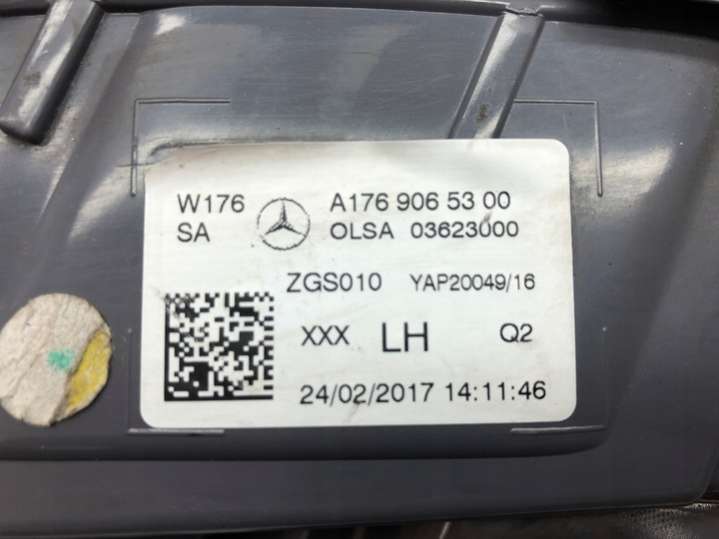 W176 A176 906 53 00
SA OLSA 03623000
ZGS010 YAP20049/16
XXX LH Q2
24/02/2017 14:11:46